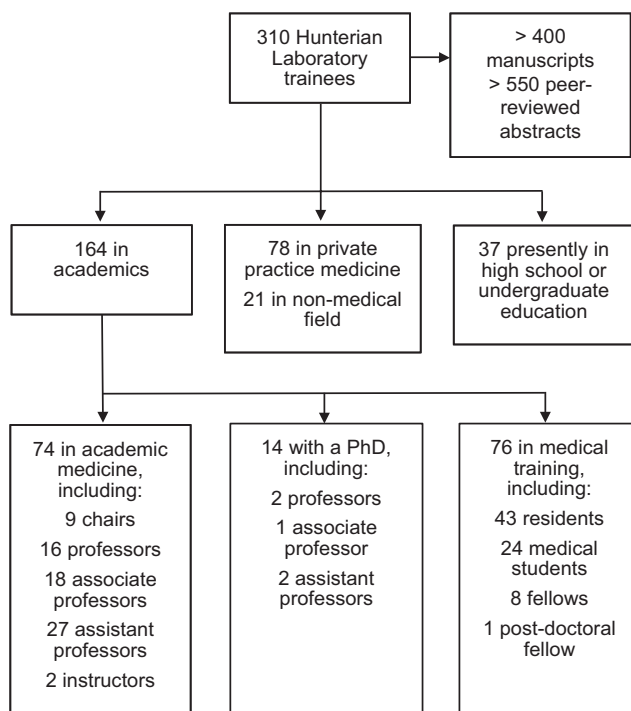 310 Hunterian
Laboratory
trainees
> 400
manuscripts
> 550 peer-
reviewed
abstracts
164 in
academics
78 in private
practice medicine
21 in non-medical
field
37 presently in
high school or
undergraduate
education
74 in academic
medicine,
including:
9 chairs
16 professors
18 associate
professors
27 assistant
professors
2 instructors
14 with a PhD,
including:
2 professors
1 associate
professor
2 assistant
professors
76 in medical
training,
including:
43 residents
24 medical
students
8 fellows
1 post-doctoral
fellow